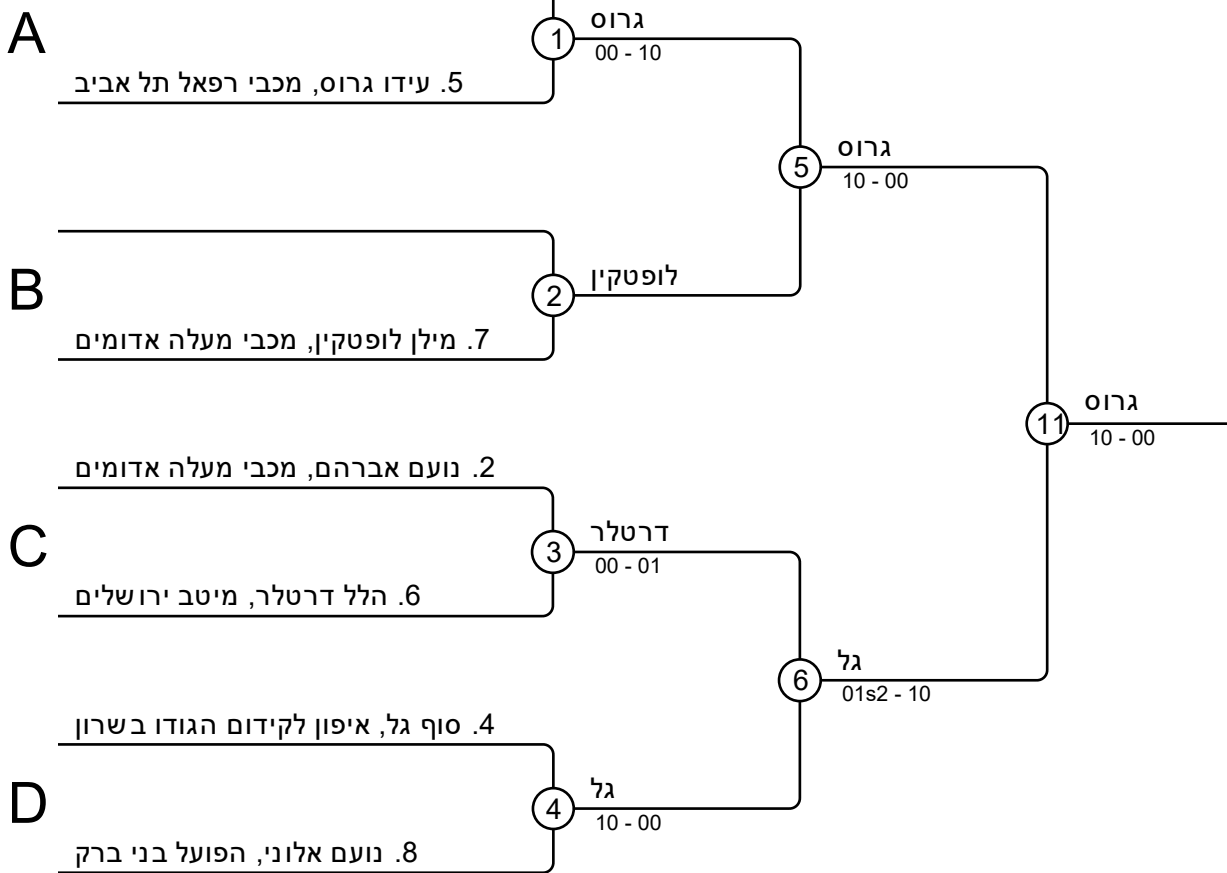 A
1
גרוס
00 - 10
5. עידו גרוס, מכבי רפאל תל אביב
5
גרוס
10 - 00
B
2
לופטקין
7. מילן לופטקין, מכבי מעלה אדומים
11
גרוס
10 - 00
2. נועם אברהם, מכבי מעלה אדומים
C
3
דרטלר
00 - 01
6. הלל דרטלר, מיטב ירושלים
6
גל
01s2 - 10
4. סוף גל, איפון לקידום הגודו בשרון
D
4
גל
10 - 00
8. נועם אלוני, הפועל בני ברק